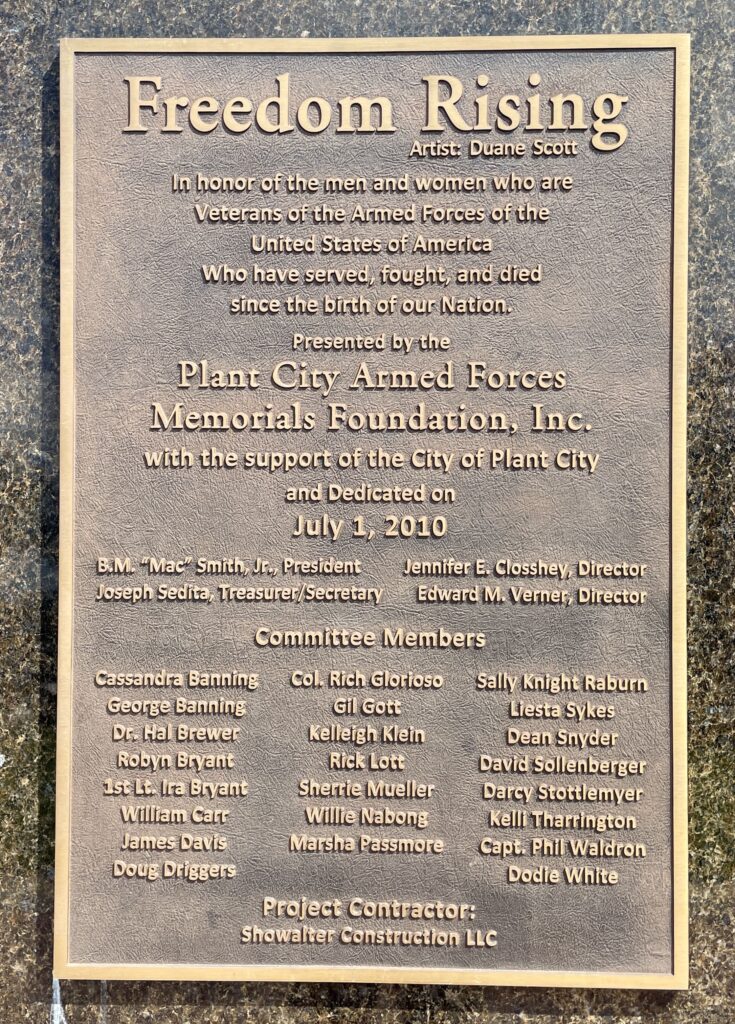 Freedom Rising
Artist: Duane Scott
In honor of the men and women who are
Veterans of the Armed Forces of the
United States of America
Who have served, fought, and died
since the birth of our Nation.
Presented by the
Plant City Armed Forces
Memorials Foundation, Inc.
with the support of the City of Plant City
and Dedicated on
July 1, 2010
B.M. “Mac” Smith, Jr., President
Joseph Sedita, Treasurer/Secretary
Jennifer E. Closshey, Director
Edward M. Verner, Director
Committee Members
Cassandra Banning
George Banning
Dr. Hal Brewer
Robyn Bryant
1st Lt. Ira Bryant
William Carr
James Davis
Doug Driggers
Col. Rich Glorioso
Gil Gott
Kelleigh Klein
Rick Lott
Sherrie Mueller
Willie Nabong
Marsha Passmore
Sally Knight Raburn
Liesta Sykes
Dean Snyder
David Sollenberger
Darcy Stottlemyer
Kelli Tharrington
Capt. Phil Waldron
Dodie White
Project Contractor:
Showalter Construction LLC